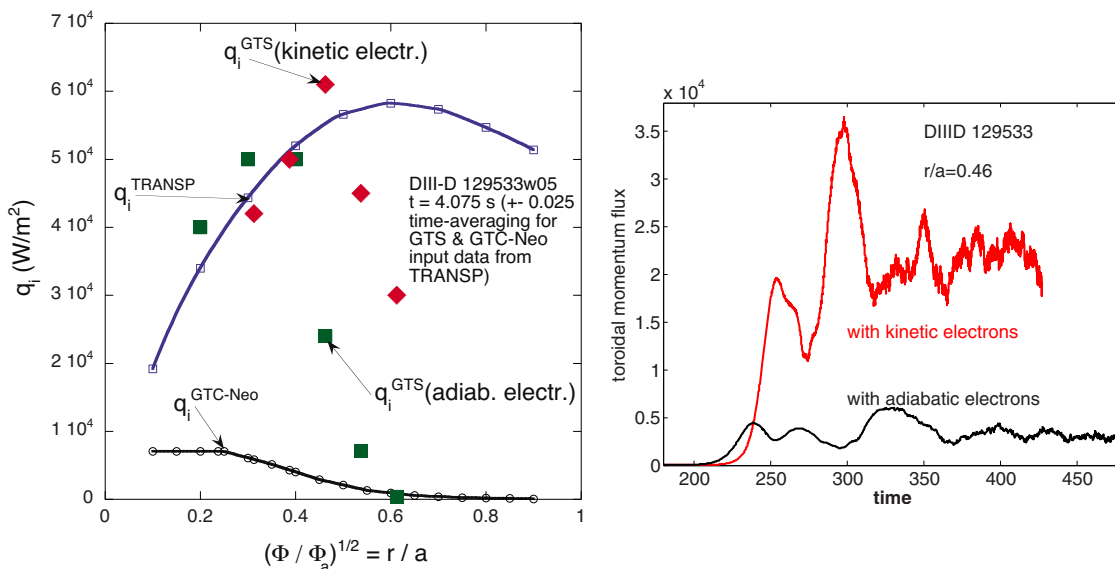 7 10⁴
6 10⁴
5 10⁴
4 10⁴
3 10⁴
2 10⁴
1 10⁴
0
q_i (W/m²)
q_i^GTS(kinetic electr.)
q_i^TRANSP
DIII-D 129533w05
t = 4.075 s (+- 0.025
time-averaging for
GTS & GTC-Neo
input data from
TRANSP)
q_i^GTS(adiab. electr.)
q_i^GTC-Neo
0 0.2 0.4 0.6 0.8 1
(Φ / Φ_a)^1/2 = r / a
x 10⁴
3.5
3
2.5
2
1.5
1
0.5
0
toroidal momentum flux
DIIID 129533
r/a=0.46
with kinetic electrons
with adiabatic electrons
200 250 300 350 400 450
time